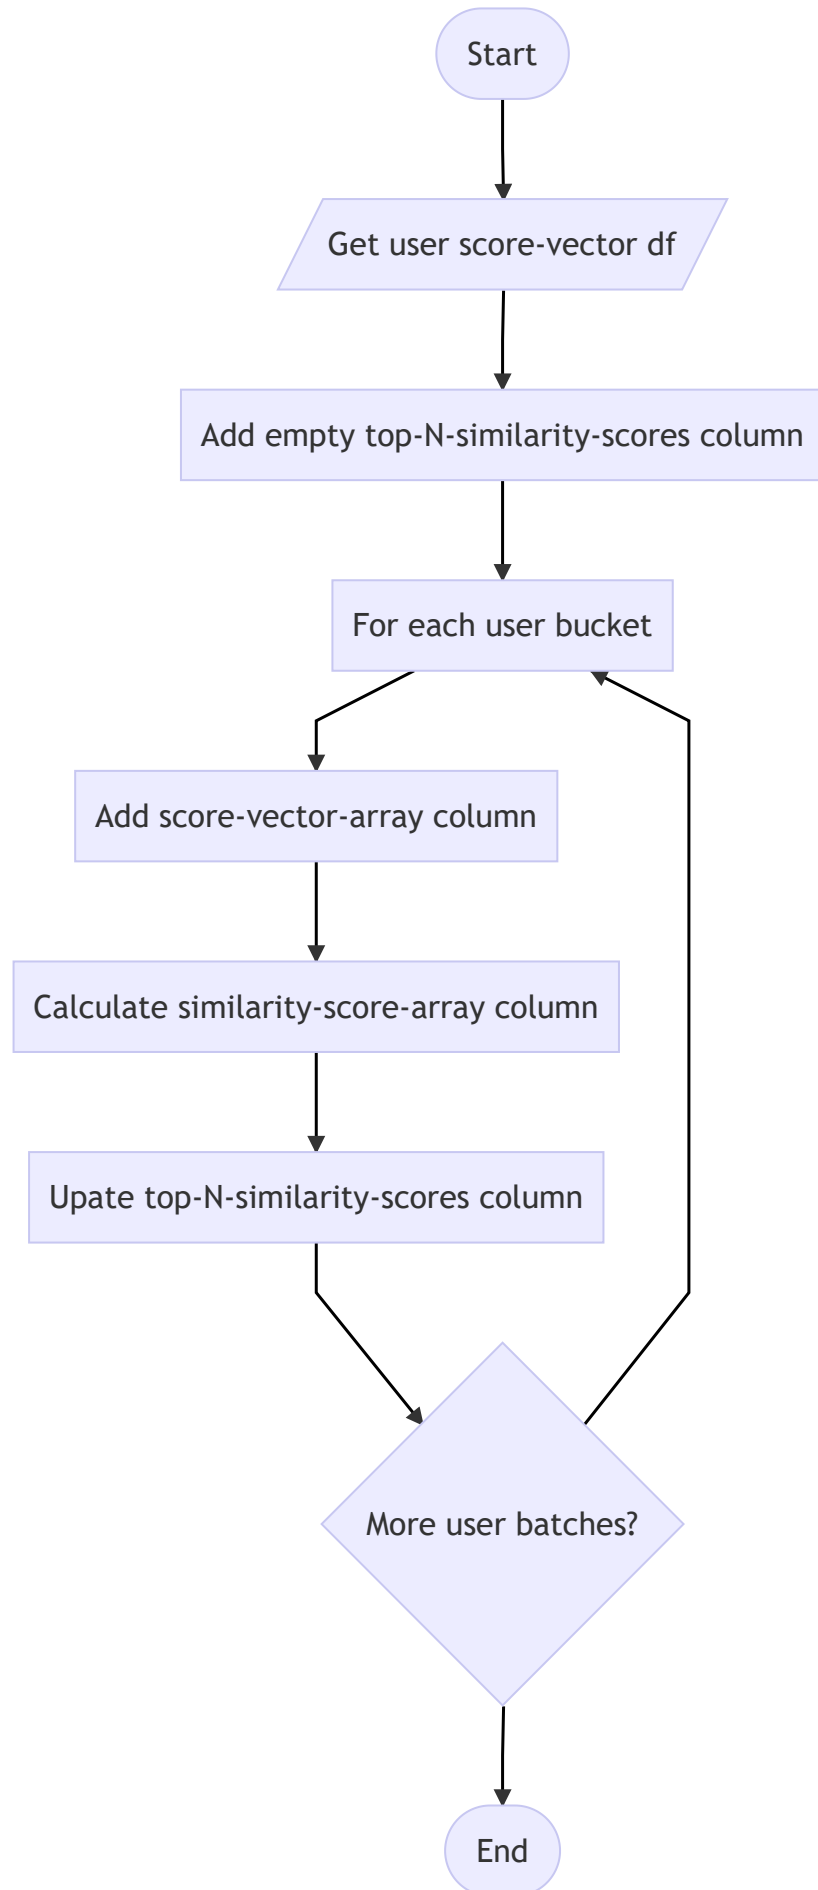 Start
Get user score-vector df
Add empty top-N-similarity-scores column
For each user bucket
Add score-vector-array column
Calculate similarity-score-array column
Upate top-N-similarity-scores column
More user batches?
End